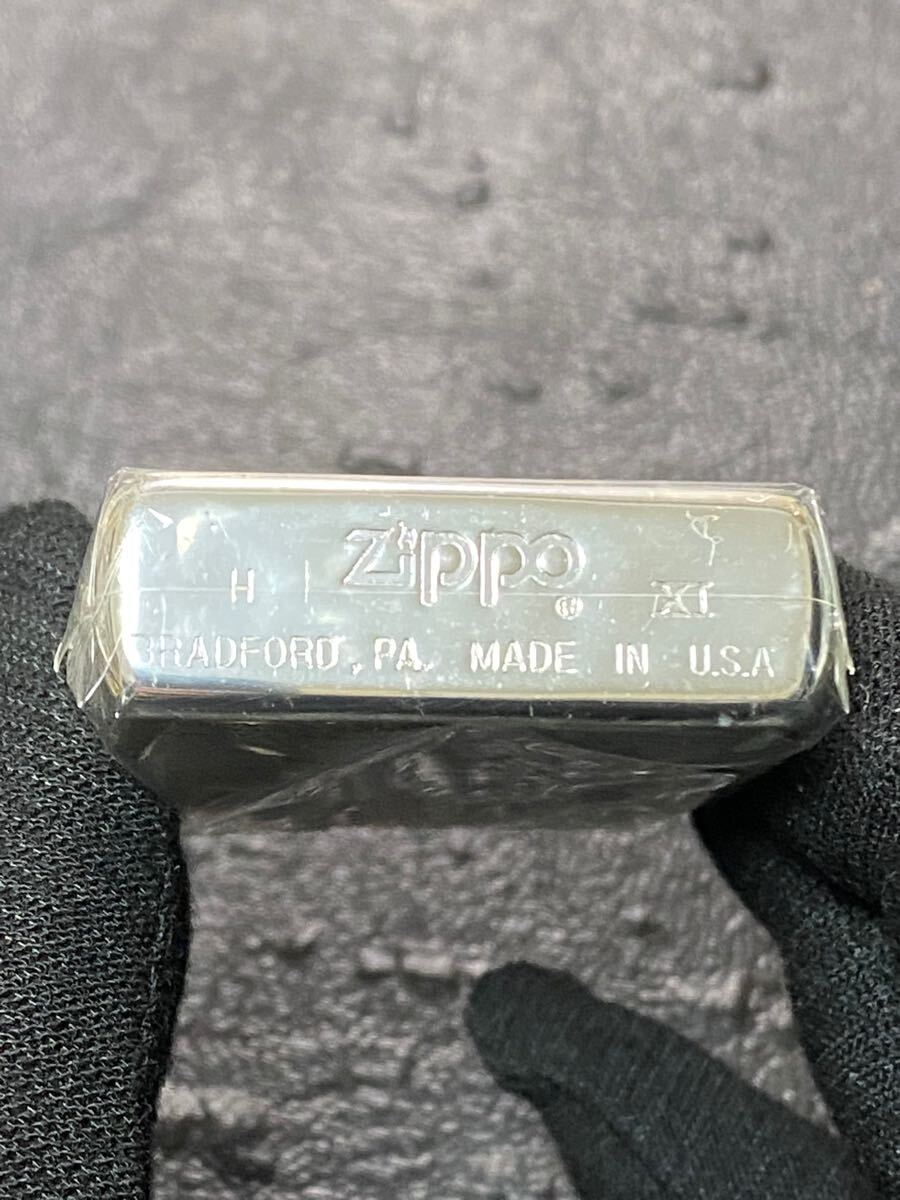 H Zippo ® XI
BRADFORD, PA. MADE IN U.S.A